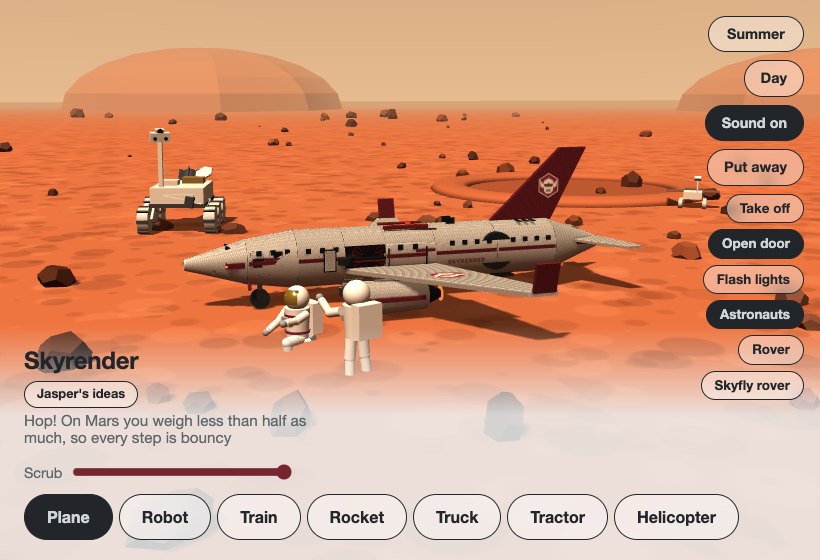 Summer
Day
Sound on
Put away
Take off
Open door
Flash lights
Astronauts
Rover
Skyfly rover
SKYRENDER
Skyrender
Jasper's ideas
Hop! On Mars you weigh less than half as
much, so every step is bouncy
Scrub
Plane
Robot
Train
Rocket
Truck
Tractor
Helicopter